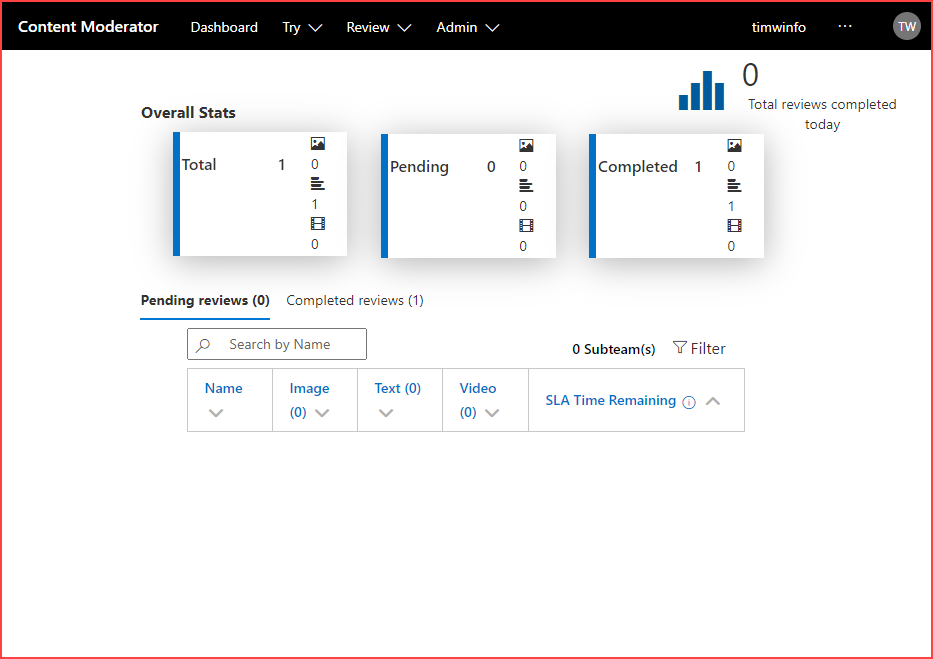 Content Moderator Dashboard Try Review Admin timwinfo ... TW
0
Total reviews completed
today
Overall Stats
Total 1
0
1
0
Pending 0
0
0
0
Completed 1
0
1
0
Pending reviews (0) Completed reviews (1)
Search by Name
0 Subteam(s) Filter
Name
Image
(0)
Text (0)
Video
(0)
SLA Time Remaining